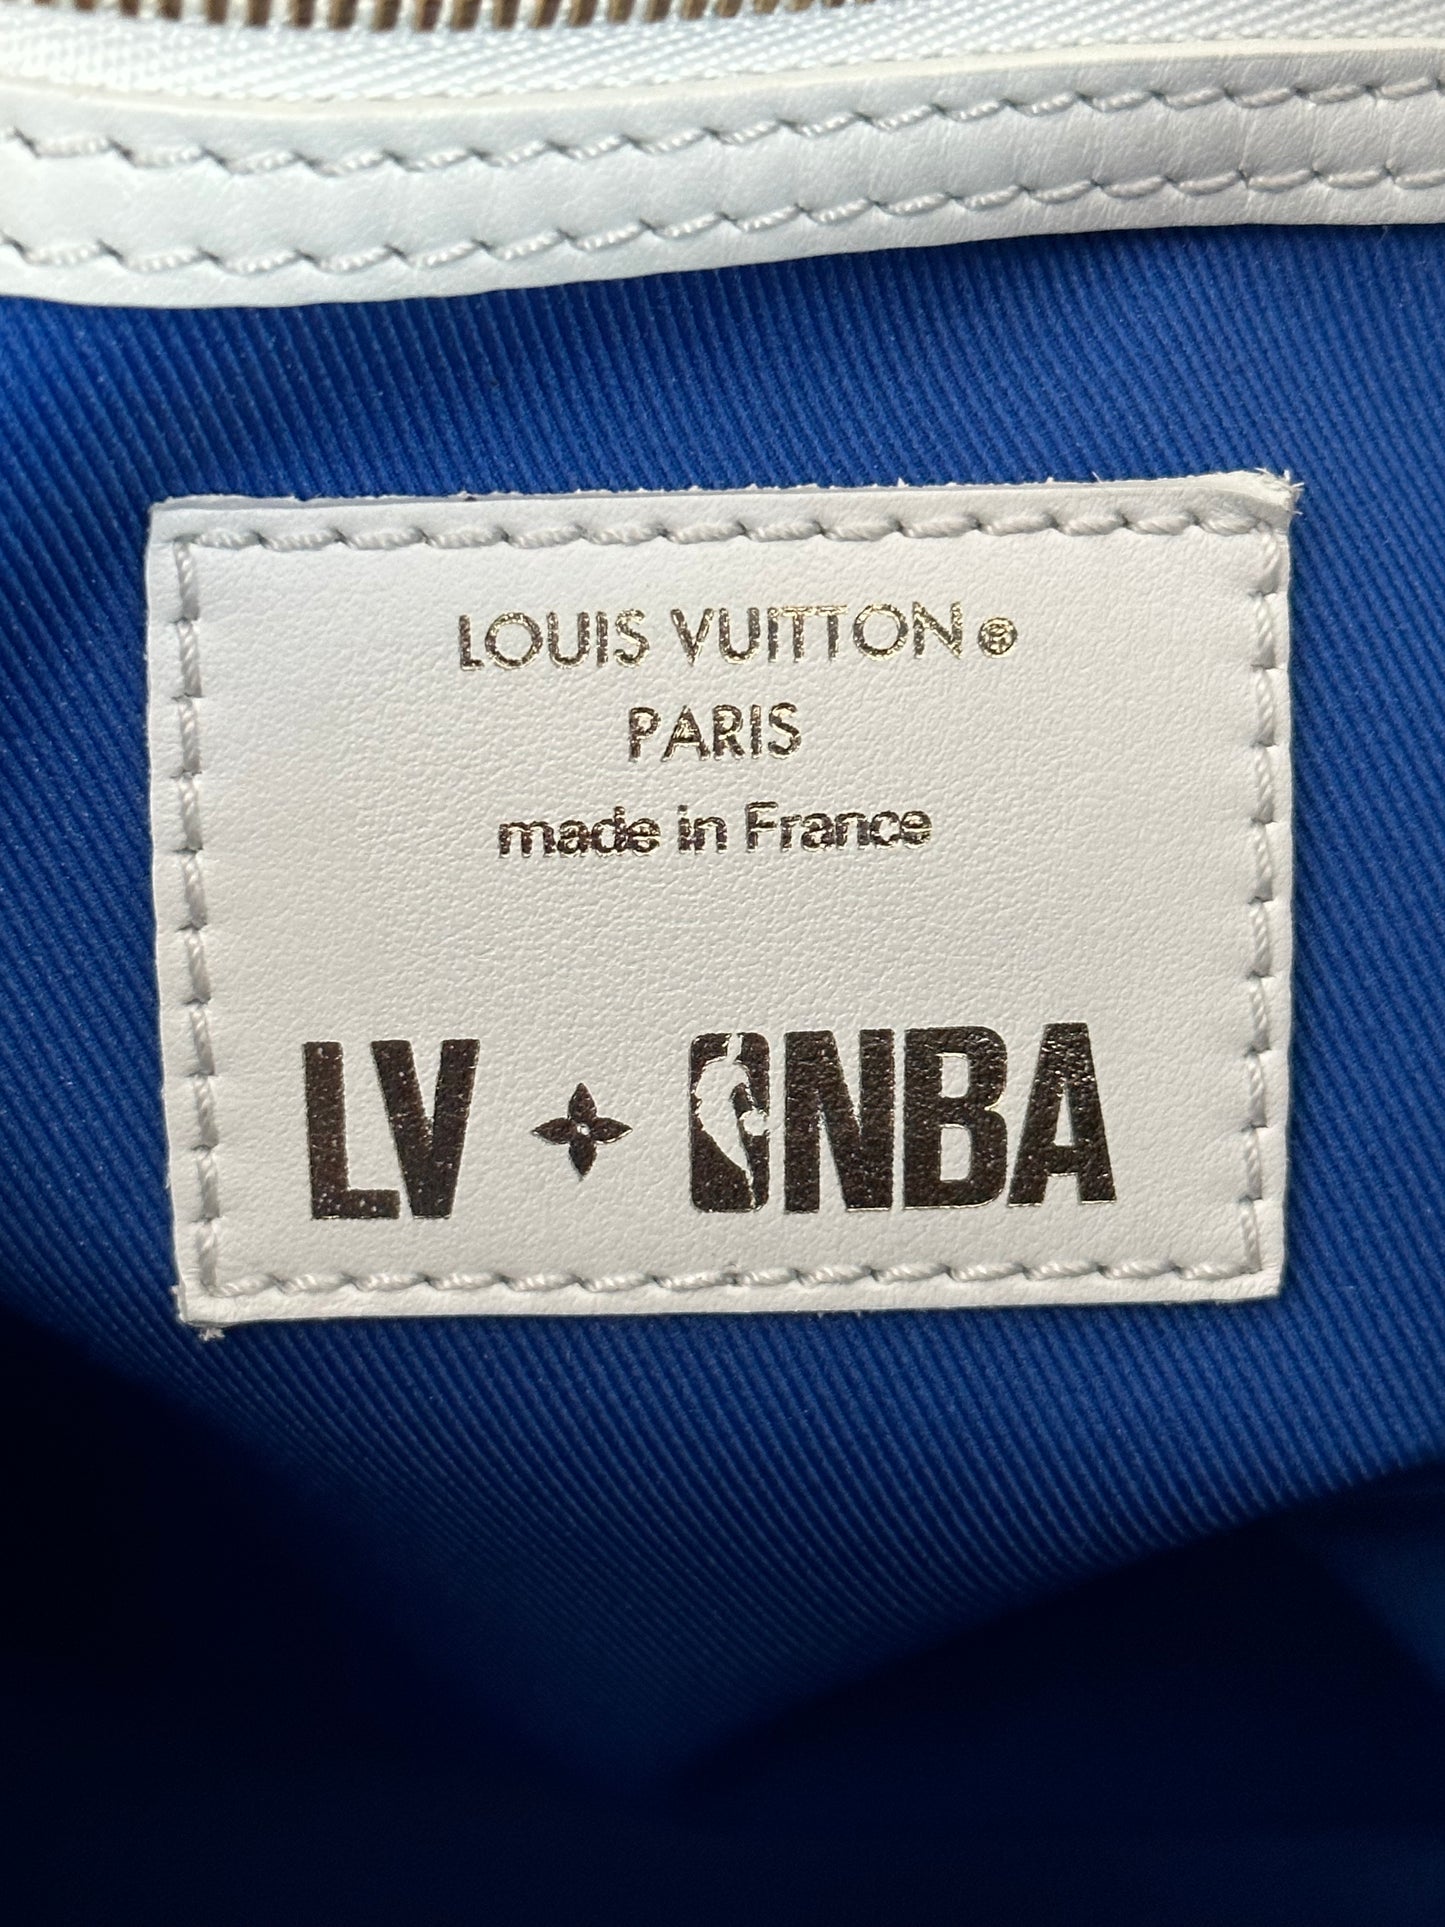 LOUIS VUITTON®
PARIS
made in France
LV NBA